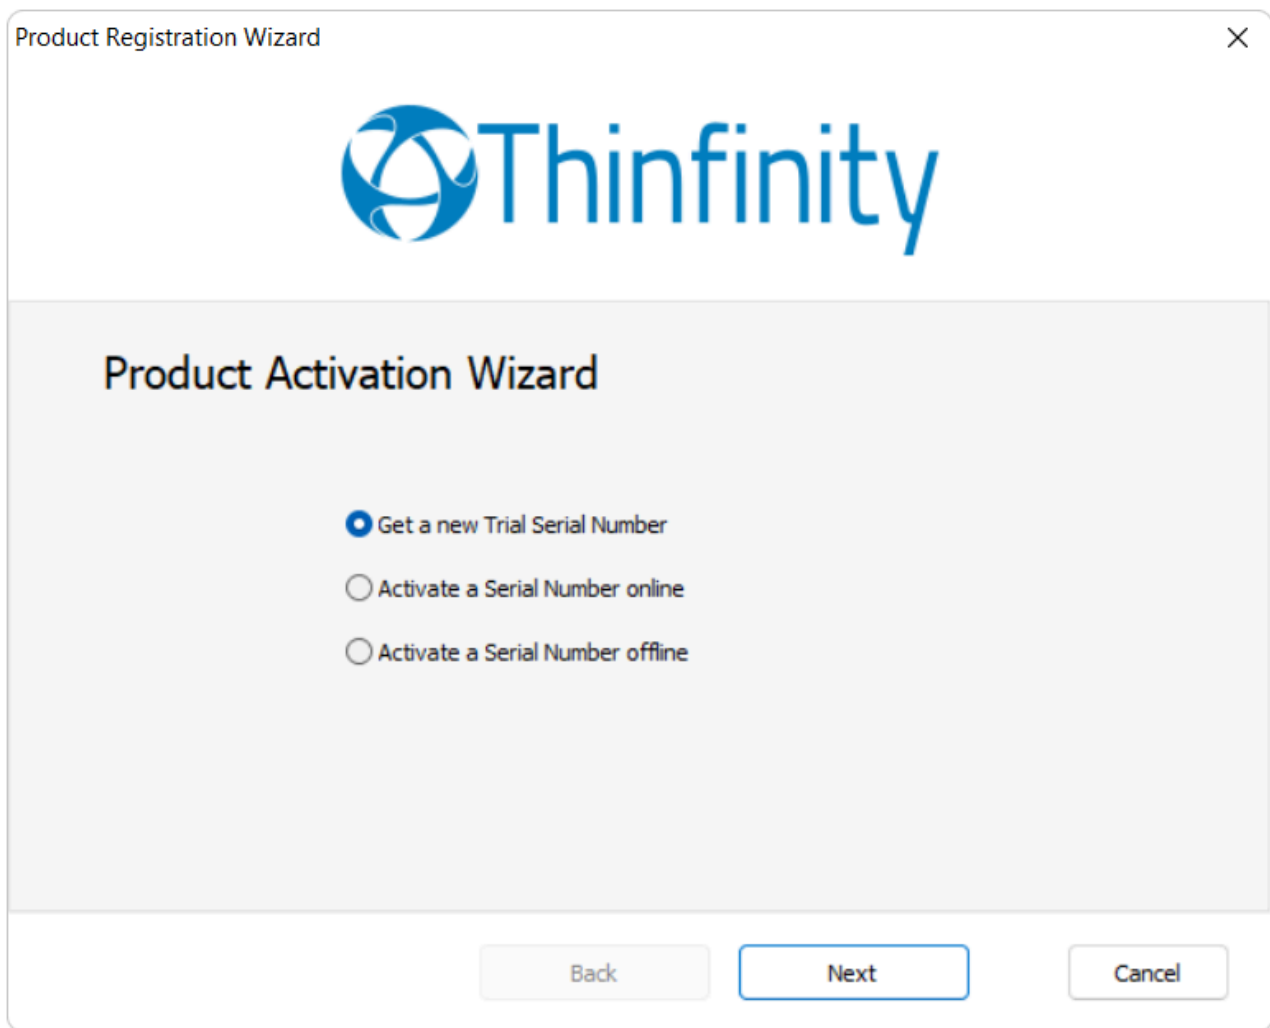 Product Registration Wizard
Thinfinity
Product Activation Wizard
Get a new Trial Serial Number
Activate a Serial Number online
Activate a Serial Number offline
Back Next Cancel